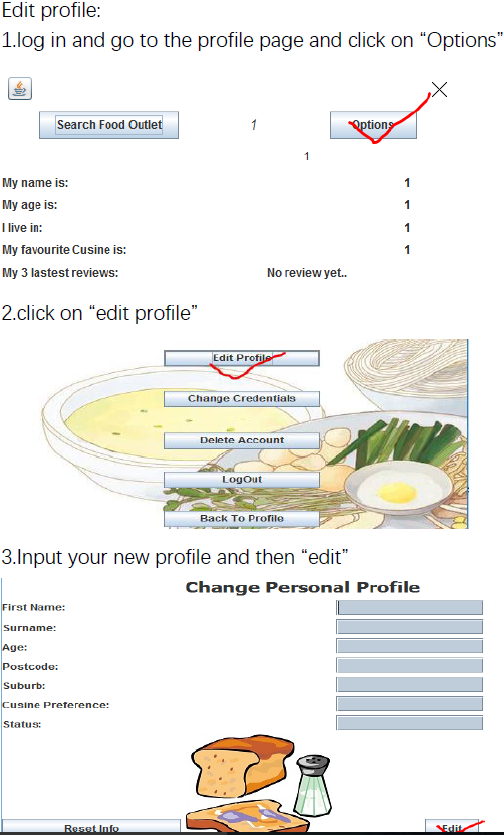 Edit profile:
1.log in and go to the profile page and click on “Options”
Search Food Outlet 1 Options
1
My name is: 1
My age is: 1
I live in: 1
My favourite Cusine is: 1
My 3 lastest reviews: No review yet..
2.click on “edit profile”
Edit Profile
Change Credentials
Delete Account
LogOut
Back To Profile
3.Input your new profile and then “edit”
Change Personal Profile
First Name:
Surname:
Age:
Postcode:
Suburb:
Cusine Preference:
Status:
Reset Info Edit